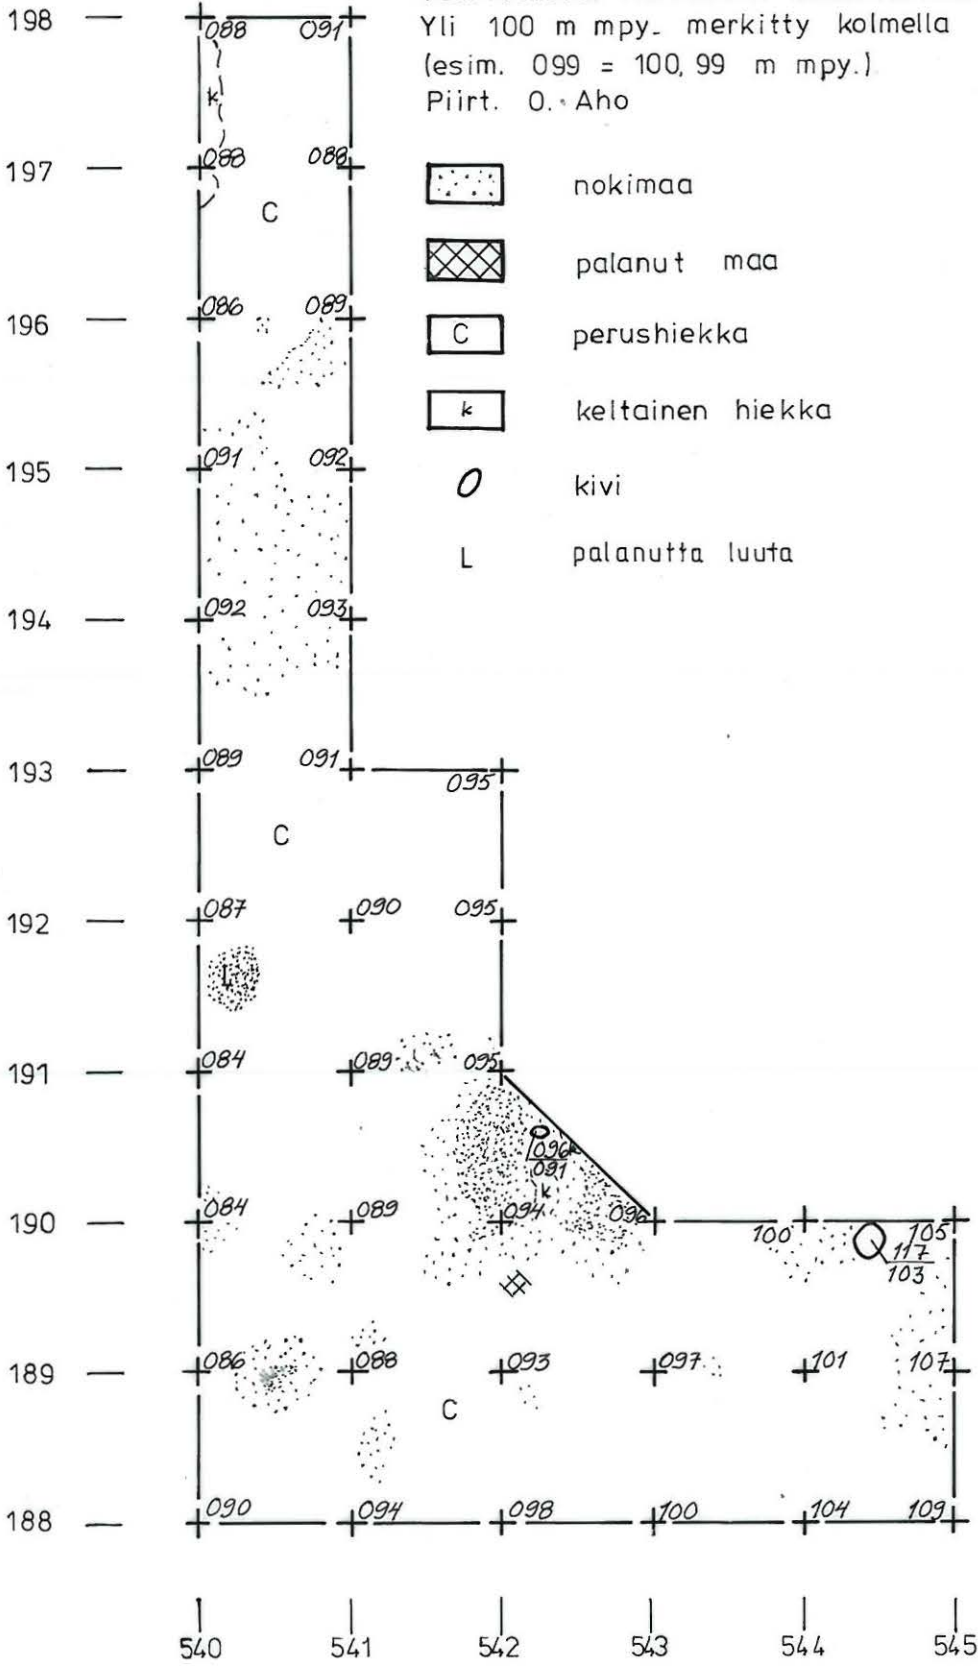 198 088 091
Yli 100 m mpy. merkitty kolmella
(esim. 099 = 100,99 m mpy.)
Piirt. O. Aho
k
197 088 088
nokimaa
C
palanut maa
196 086 089
C perushiekka
k keltainen hiekka
195 091 092
kivi
L palanutta luuta
194 092 093
193 089 091 095
C
192 087 090 095
L
191 084 089 095
096
091
k
190 084 089 094 096 100 105
117
103
189 086 088 093 097 101 107
C
188 090 094 098 100 104 109
540 541 542 543 544 545